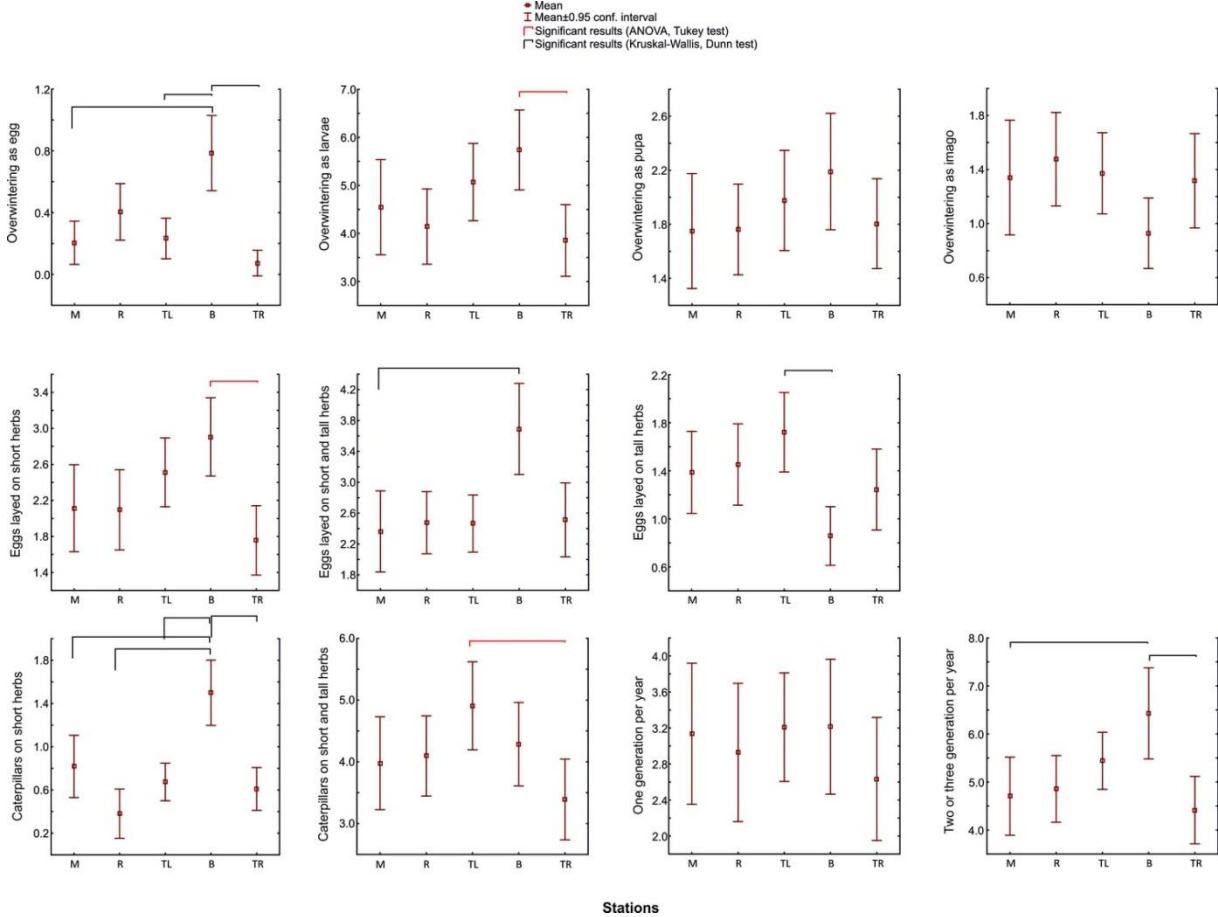 Mean
Mean±0.95 conf. interval
Significant results (ANOVA, Tukey test)
Significant results (Kruskal-Wallis, Dunn test)
Overwintering as egg
1.2
0.8
0.4
0.0
M R TL B TR
Overwintering as larvae
7.0
6.0
5.0
4.0
3.0
M R TL B TR
Overwintering as pupa
2.6
2.2
1.8
1.4
M R TL B TR
Overwintering as imago
1.8
1.4
1.0
0.6
M R TL B TR
Eggs layed on short herbs
3.4
3.0
2.6
2.2
1.8
1.4
M R TL B TR
Eggs layed on short and tall herbs
4.2
3.8
3.4
3.0
2.6
2.2
1.8
M R TL B TR
Eggs layed on tall herbs
2.2
1.8
1.4
1.0
0.6
M R TL B TR
Caterpillars on short herbs
1.8
1.4
1.0
0.6
0.2
M R TL B TR
Caterpillars on short and tall herbs
6.0
5.0
4.0
3.0
M R TL B TR
One generation per year
4.0
3.6
3.2
2.8
2.4
2.0
M R TL B TR
Two or three generation per year
8.0
7.0
6.0
5.0
4.0
M R TL B TR
Stations